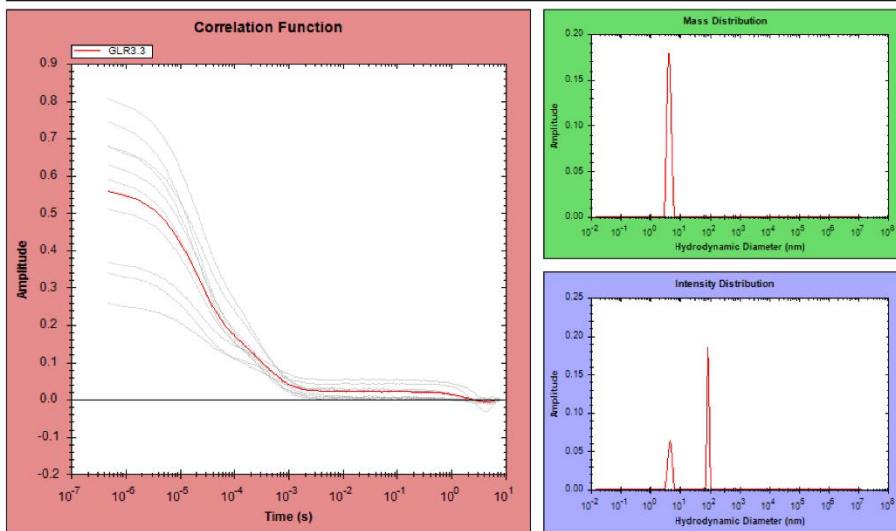 Correlation Function
GLR3.3
0.9
0.8
0.7
0.6
0.5
0.4
0.3
0.2
0.1
0.0
-0.1
-0.2
Amplitude
10⁻⁷ 10⁻⁶ 10⁻⁵ 10⁻⁴ 10⁻³ 10⁻² 10⁻¹ 10⁰ 10¹
Time (s)
Mass Distribution
0.20
0.15
0.10
0.05
0.00
Amplitude
10⁻² 10⁻¹ 10⁰ 10¹ 10² 10³ 10⁴ 10⁵ 10⁶ 10⁷ 10⁸
Hydrodynamic Diameter (nm)
Intensity Distribution
0.25
0.20
0.15
0.10
0.05
0.00
Amplitude
10⁻² 10⁻¹ 10⁰ 10¹ 10² 10³ 10⁴ 10⁵ 10⁶ 10⁷ 10⁸
Hydrodynamic Diameter (nm)